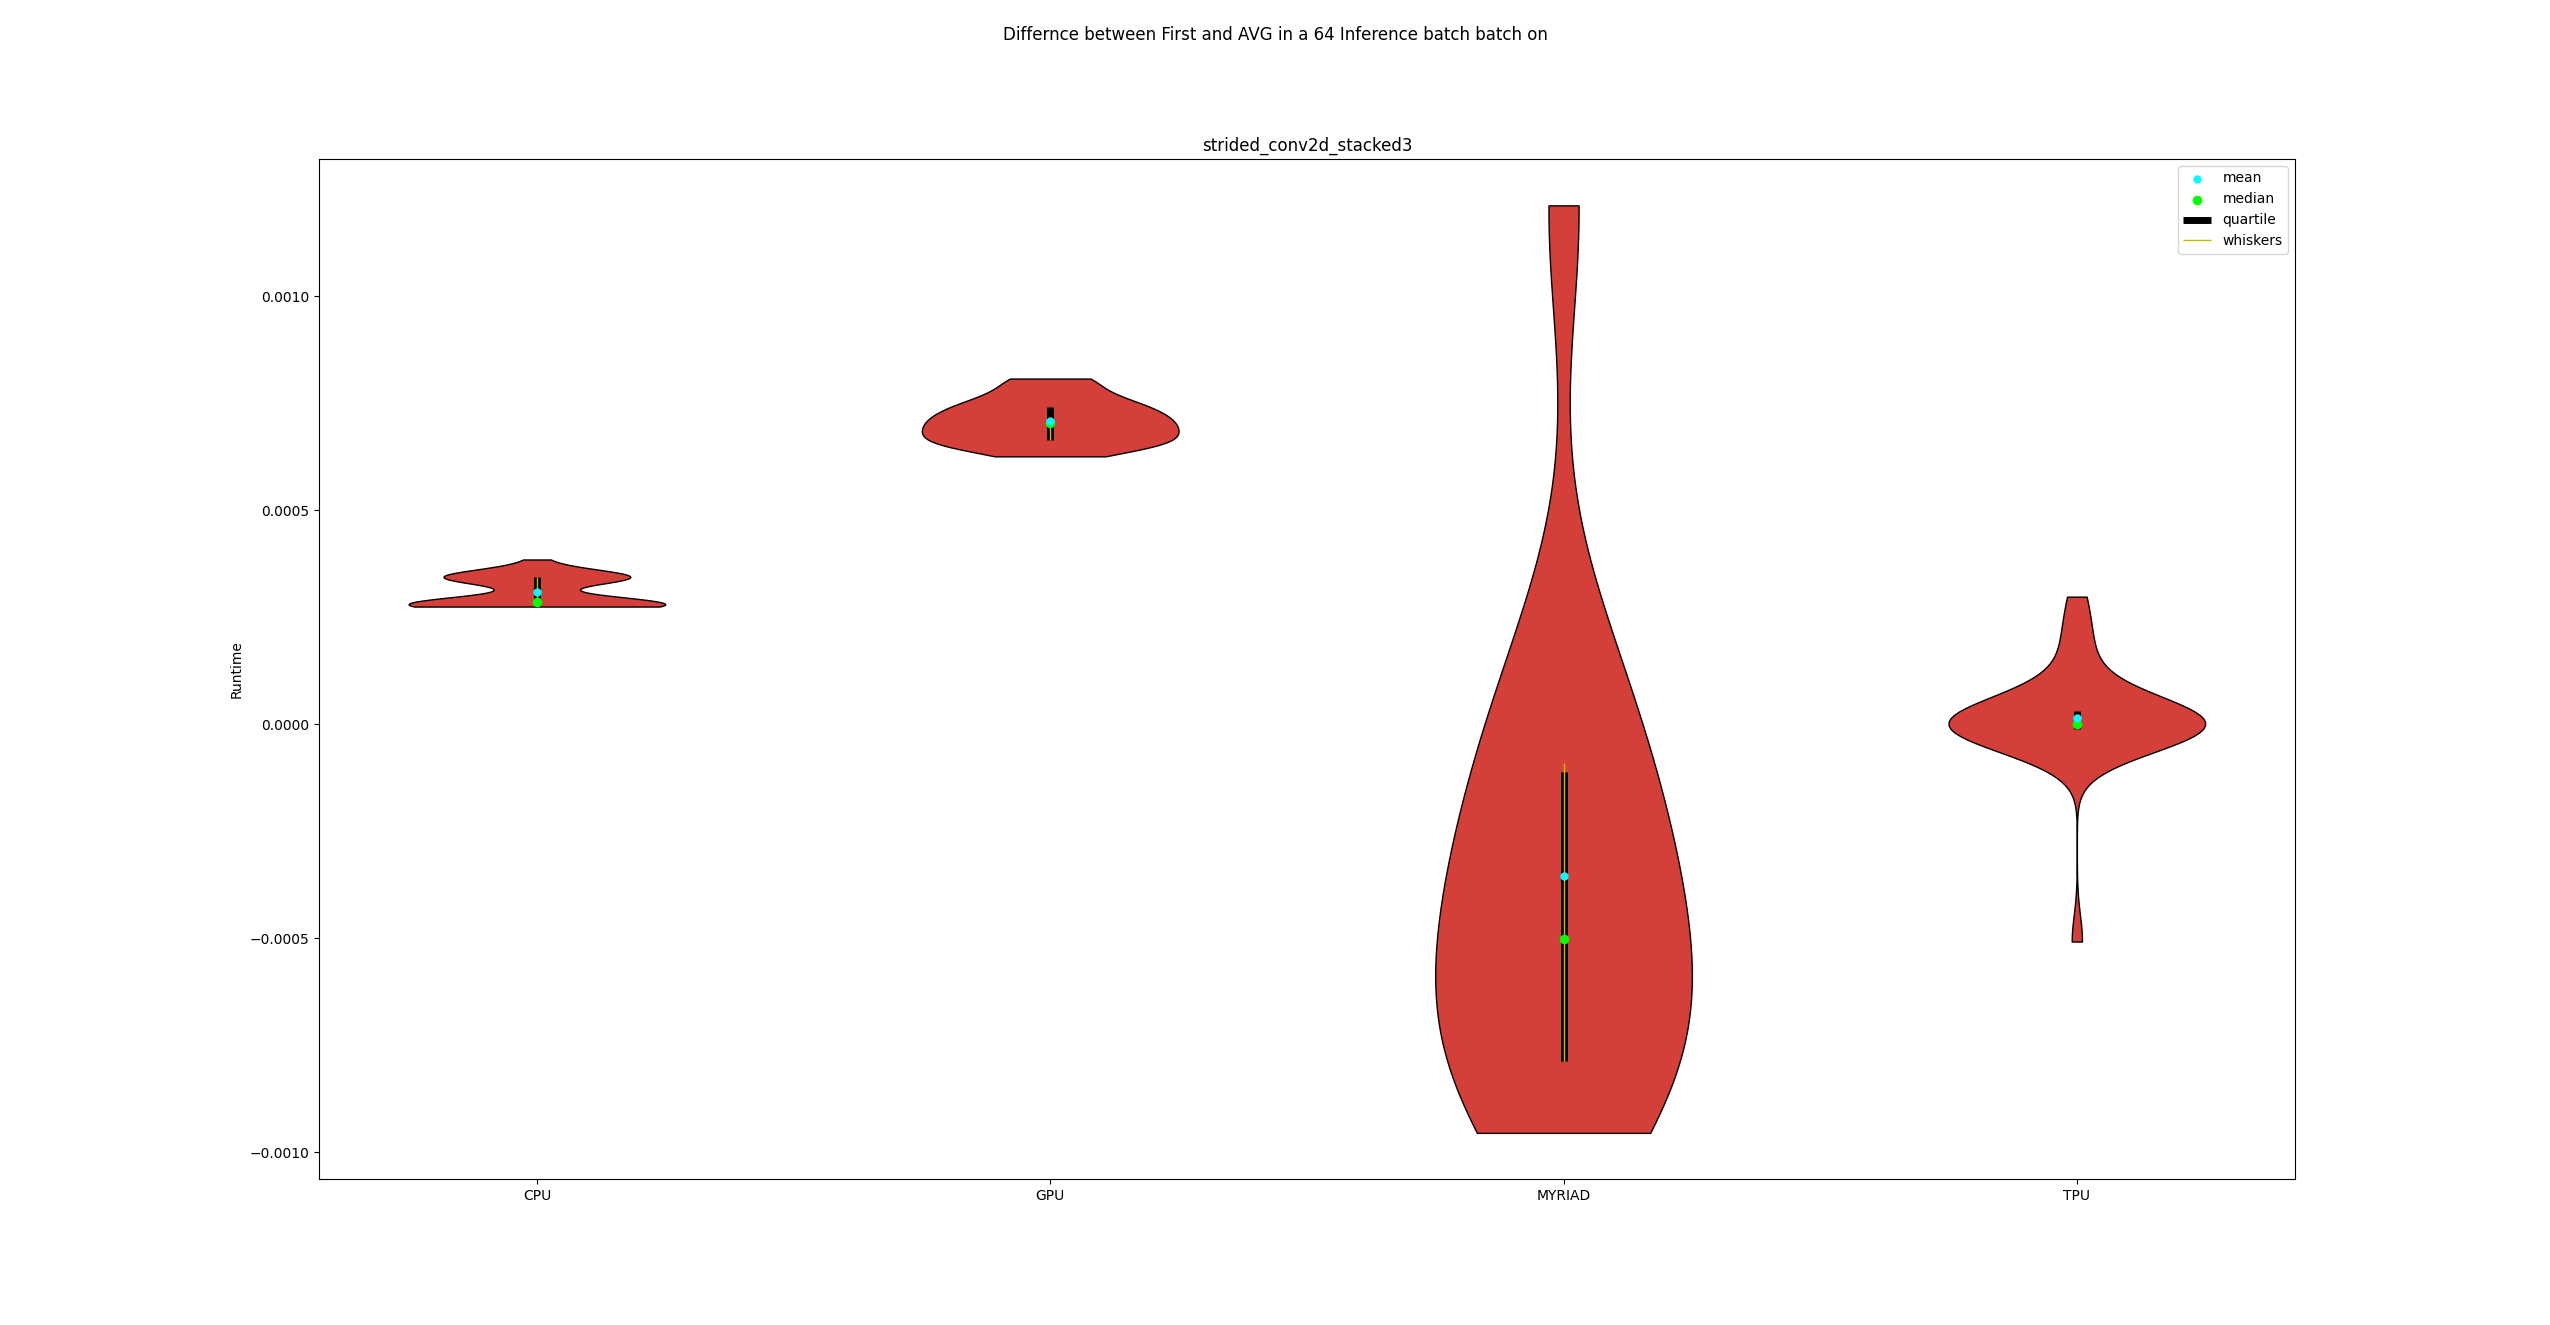 Differnce between First and AVG in a 64 Inference batch batch on
strided_conv2d_stacked3
mean
median
quartile
whiskers
0.0010
0.0005
0.0000
−0.0005
−0.0010
Runtime
CPU
GPU
MYRIAD
TPU